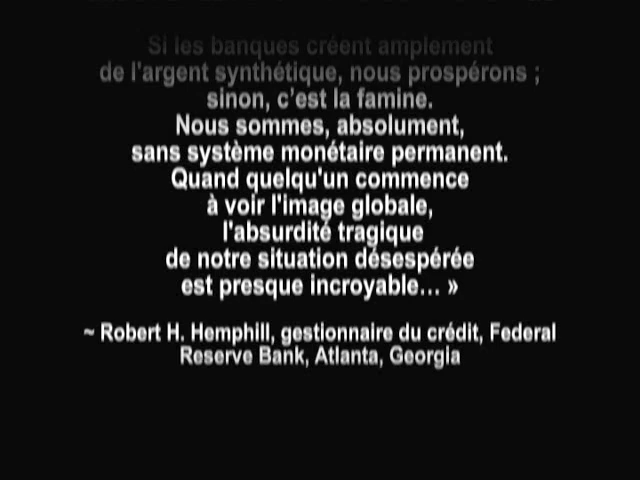 Si les banques créent amplement
de l'argent synthétique, nous prospérons ;
sinon, c’est la famine.
Nous sommes, absolument,
sans système monétaire permanent.
Quand quelqu'un commence
à voir l'image globale,
l'absurdité tragique
de notre situation désespérée
est presque incroyable… »
~ Robert H. Hemphill, gestionnaire du crédit, Federal
Reserve Bank, Atlanta, Georgia